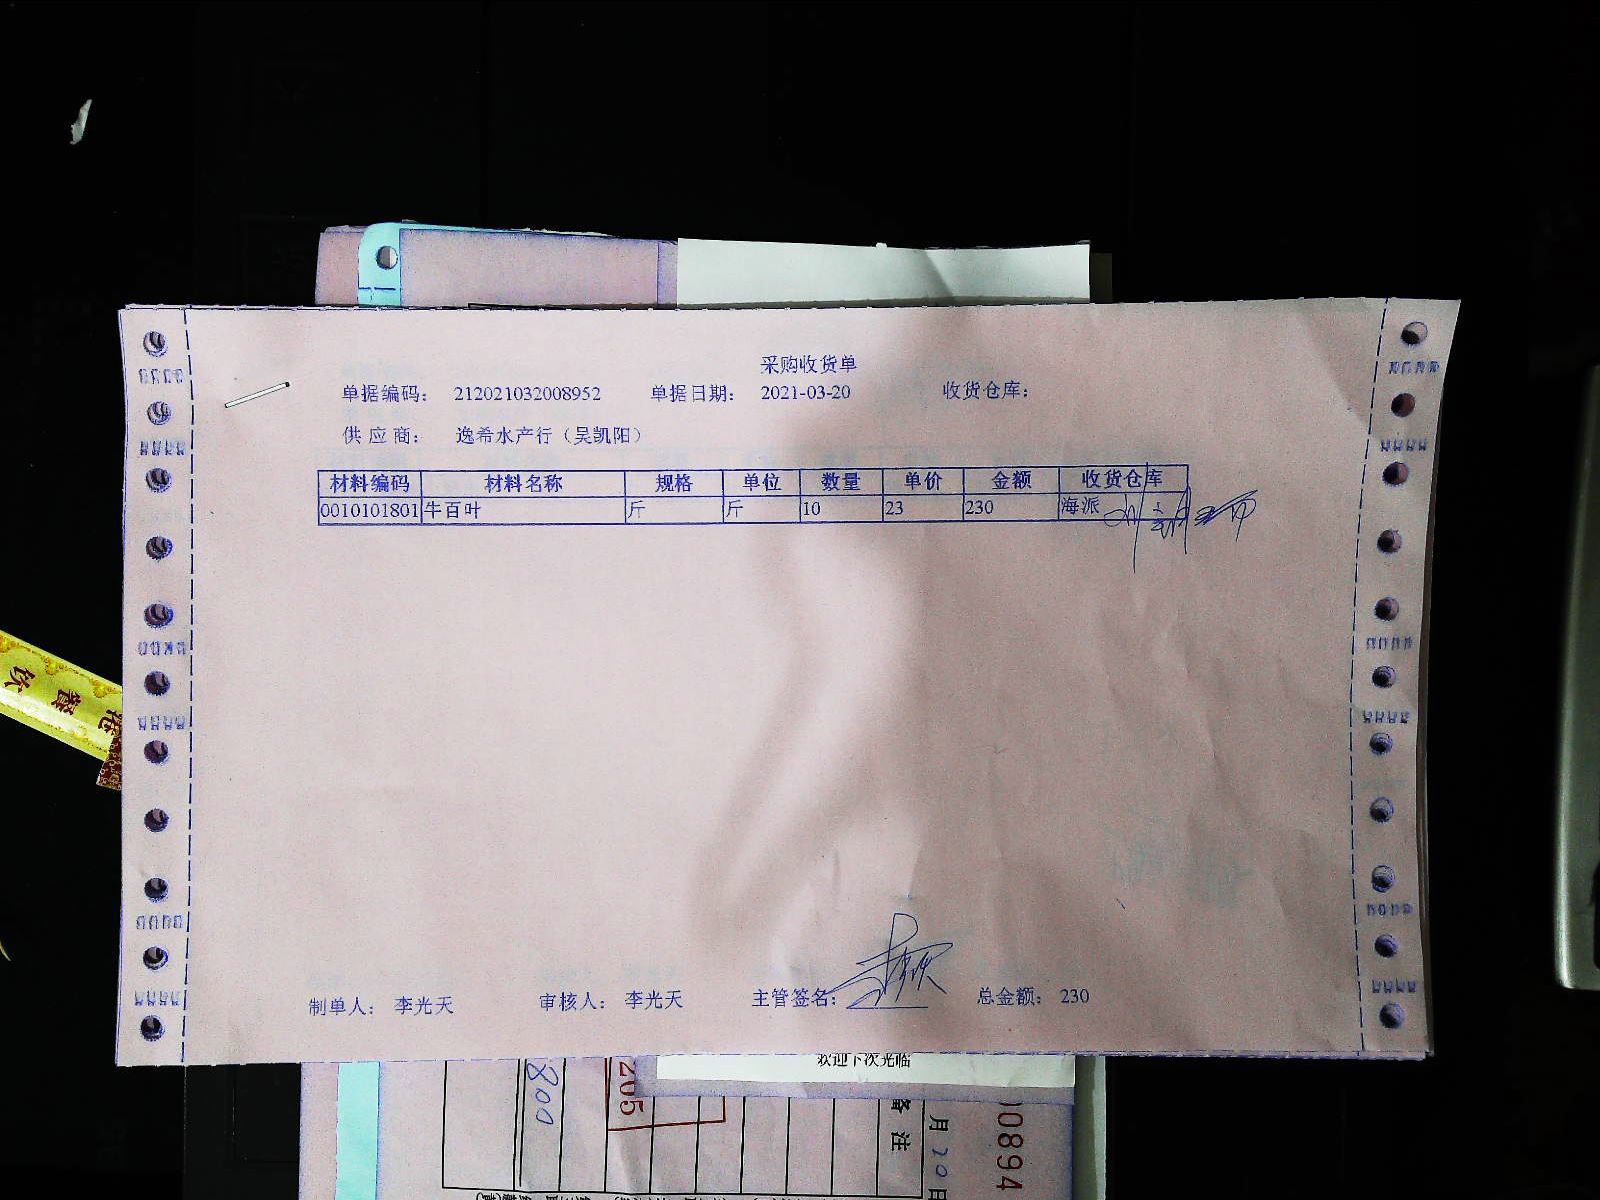 采购收货单
单据编码： 212021032008952 单据日期： 2021-03-20 收货仓库：
供 应 商： 逸希水产行（吴凯阳）
材料编码 材料名称 规格 单位 数量 单价 金额 收货仓库
0010101801 牛百叶 斤 斤 10 23 230 海派
制单人： 李光天 审核人： 李光天 主管签名： 总金额： 230
欢迎下次光临
800
205
备注
月20日
00894